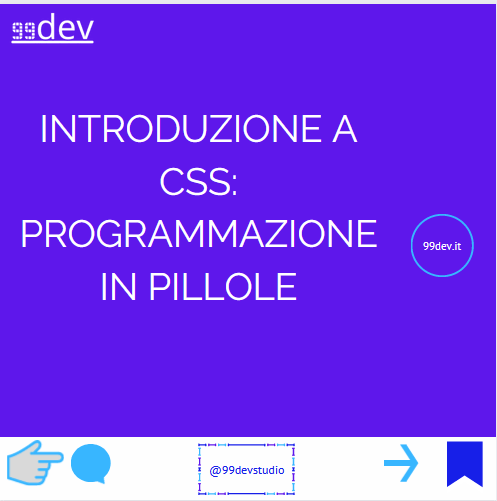 99dev
INTRODUZIONE A
CSS:
PROGRAMMAZIONE
IN PILLOLE
99dev.it
@99devstudio